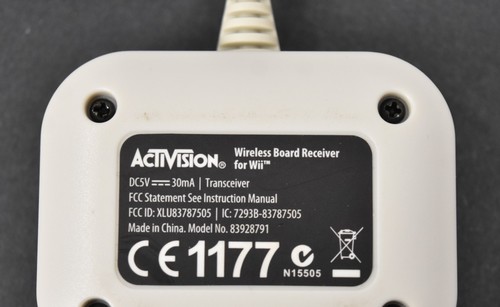 ACTIVISION® Wireless Board Receiver
for Wii™
DC5V 30mA | Transceiver
FCC Statement See Instruction Manual
FCC ID: XLU83787505 | IC: 7293B-83787505
Made in China. Model No. 83928791
CE 1177
N15505